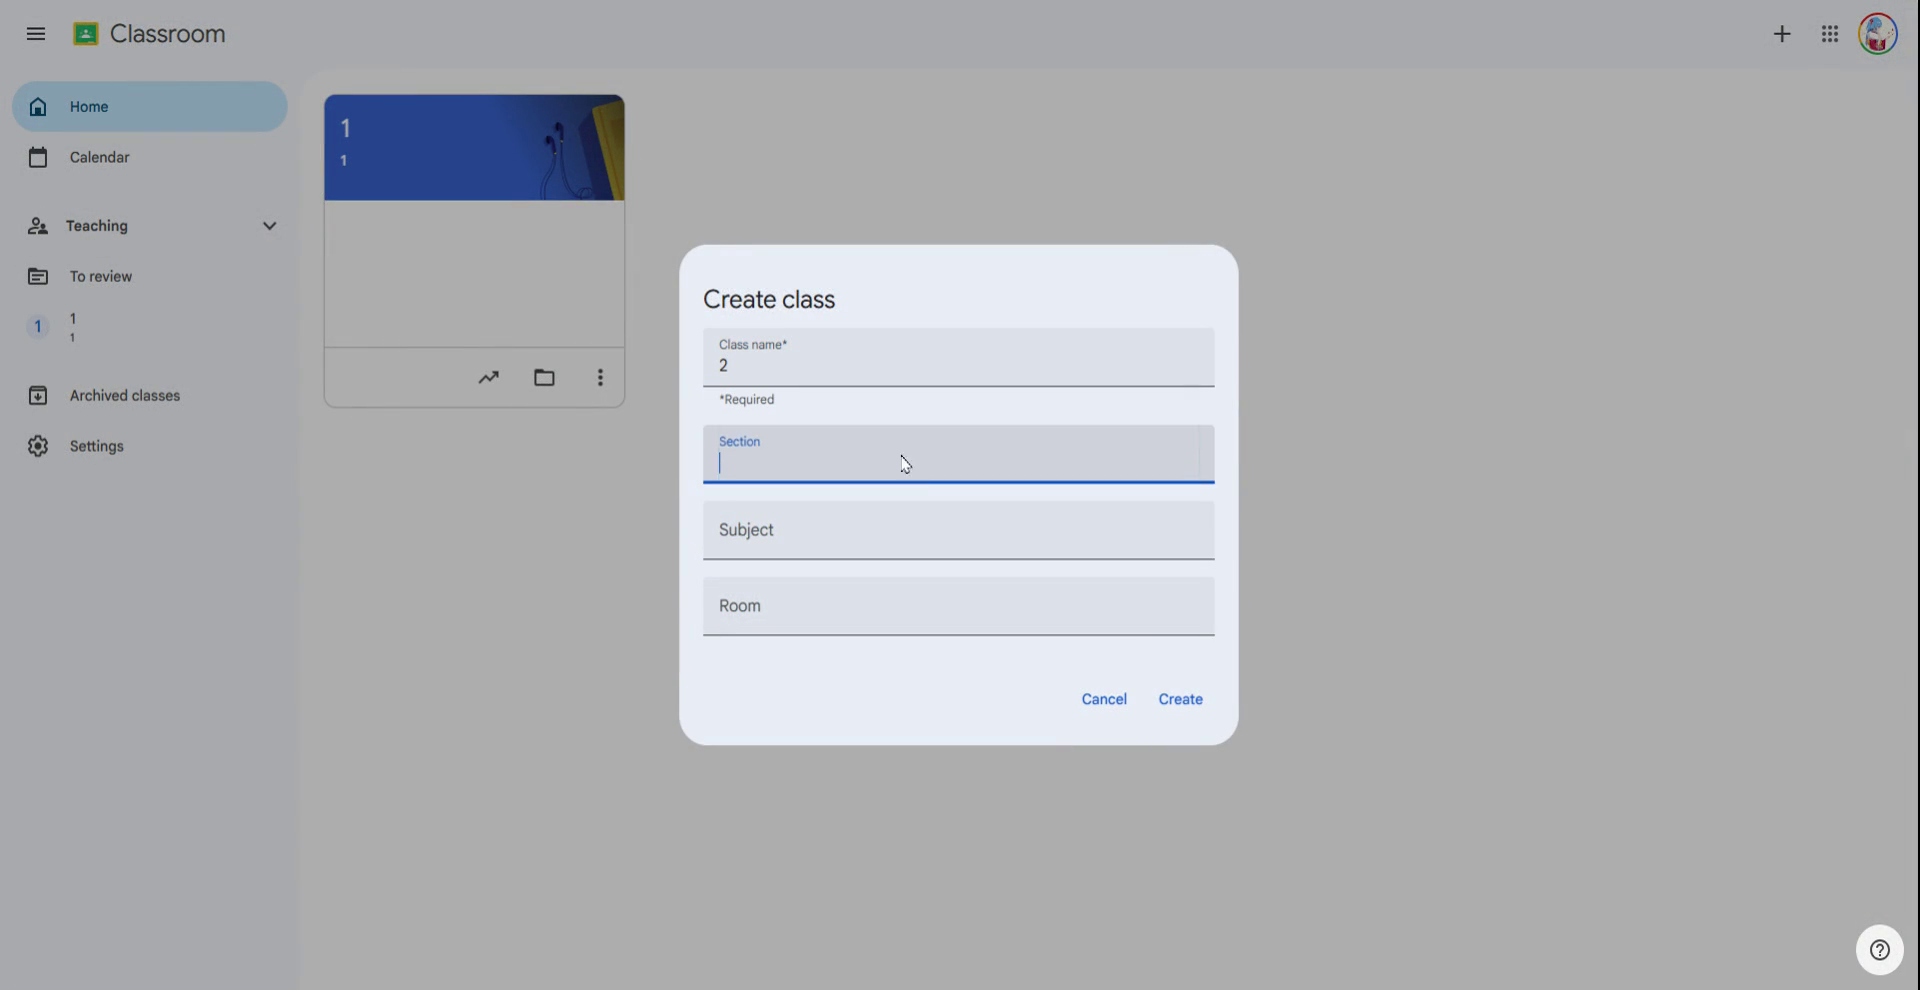 Classroom
Home
Calendar
Teaching
To review
1
1
1
Archived classes
Settings
1
1
Create class
Class name*
2
*Required
Section
Subject
Room
Cancel
Create